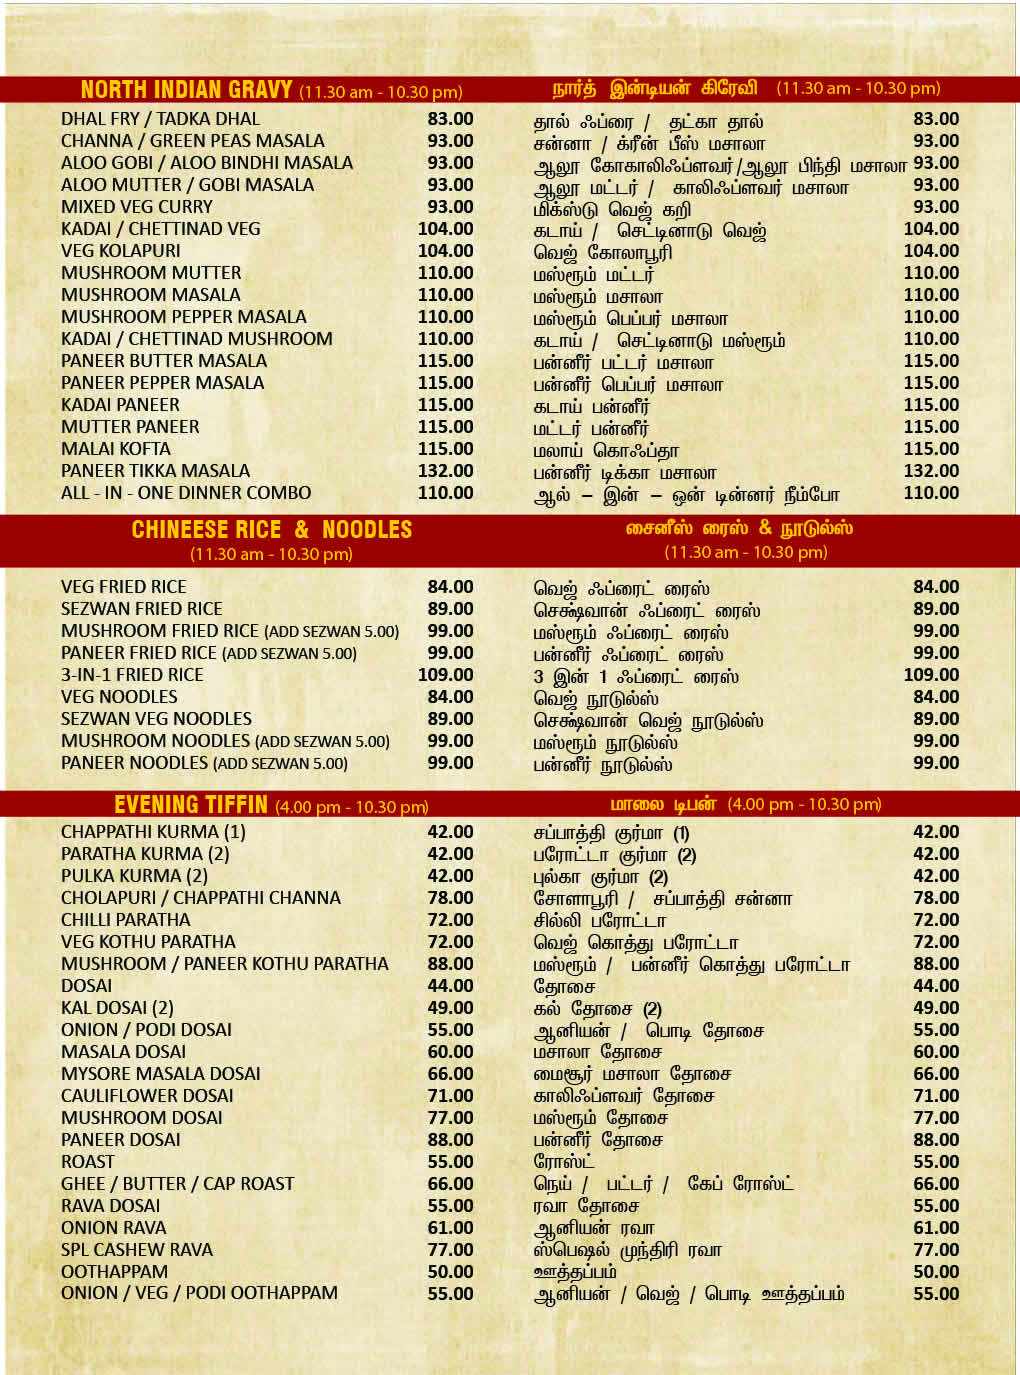 NORTH INDIAN GRAVY (11.30 am - 10.30 pm) நார்த் இன்டியன் கிரேவி (11.30 am - 10.30 pm)
DHAL FRY / TADKA DHAL 83.00 தால் ஃப்ரை / தட்கா தால் 83.00
CHANNA / GREEN PEAS MASALA 93.00 சன்னா / க்ரீன் பீஸ் மசாலா 93.00
ALOO GOBI / ALOO BINDHI MASALA 93.00 ஆலூ கோகாலிஃப்ளவர்/ஆலூ பிந்தி மசாலா 93.00
ALOO MUTTER / GOBI MASALA 93.00 ஆலூ மட்டர் / காலிஃப்ளவர் மசாலா 93.00
MIXED VEG CURRY 93.00 மிக்ஸ்டு வெஜ் கறி 93.00
KADAI / CHETTINAD VEG 104.00 கடாய் / செட்டினாடு வெஜ் 104.00
VEG KOLAPURI 104.00 வெஜ் கோலாபூரி 104.00
MUSHROOM MUTTER 110.00 மஸ்ரூம் மட்டர் 110.00
MUSHROOM MASALA 110.00 மஸ்ரூம் மசாலா 110.00
MUSHROOM PEPPER MASALA 110.00 மஸ்ரூம் பெப்பர் மசாலா 110.00
KADAI / CHETTINAD MUSHROOM 110.00 கடாய் / செட்டினாடு மஸ்ரூம் 110.00
PANEER BUTTER MASALA 115.00 பன்னீர் பட்டர் மசாலா 115.00
PANEER PEPPER MASALA 115.00 பன்னீர் பெப்பர் மசாலா 115.00
KADAI PANEER 115.00 கடாய் பன்னீர் 115.00
MUTTER PANEER 115.00 மட்டர் பன்னீர் 115.00
MALAI KOFTA 115.00 மலாய் கொஃப்தா 115.00
PANEER TIKKA MASALA 132.00 பன்னீர் டிக்கா மசாலா 132.00
ALL - IN - ONE DINNER COMBO 110.00 ஆல் – இன் – ஒன் டின்னர் நீம்போ 110.00
CHINEESE RICE & NOODLES சைனீஸ் ரைஸ் & நூடுல்ஸ்
(11.30 am - 10.30 pm) (11.30 am - 10.30 pm)
VEG FRIED RICE 84.00 வெஜ் ஃப்ரைட் ரைஸ் 84.00
SEZWAN FRIED RICE 89.00 செக்ஷ்வான் ஃப்ரைட் ரைஸ் 89.00
MUSHROOM FRIED RICE (ADD SEZWAN 5.00) 99.00 மஸ்ரூம் ஃப்ரைட் ரைஸ் 99.00
PANEER FRIED RICE (ADD SEZWAN 5.00) 99.00 பன்னீர் ஃப்ரைட் ரைஸ் 99.00
3-IN-1 FRIED RICE 109.00 3 இன் 1 ஃப்ரைட் ரைஸ் 109.00
VEG NOODLES 84.00 வெஜ் நூடுல்ஸ் 84.00
SEZWAN VEG NOODLES 89.00 செக்ஷ்வான் வெஜ் நூடுல்ஸ் 89.00
MUSHROOM NOODLES (ADD SEZWAN 5.00) 99.00 மஸ்ரூம் நூடுல்ஸ் 99.00
PANEER NOODLES (ADD SEZWAN 5.00) 99.00 பன்னீர் நூடுல்ஸ் 99.00
EVENING TIFFIN (4.00 pm - 10.30 pm) மாலை டிபன் (4.00 pm - 10.30 pm)
CHAPPATHI KURMA (1) 42.00 சப்பாத்தி குர்மா (1) 42.00
PARATHA KURMA (2) 42.00 பரோட்டா குர்மா (2) 42.00
PULKA KURMA (2) 42.00 புல்கா குர்மா (2) 42.00
CHOLAPURI / CHAPPATHI CHANNA 78.00 சோளாபூரி / சப்பாத்தி சன்னா 78.00
CHILLI PARATHA 72.00 சில்லி பரோட்டா 72.00
VEG KOTHU PARATHA 72.00 வெஜ் கொத்து பரோட்டா 72.00
MUSHROOM / PANEER KOTHU PARATHA 88.00 மஸ்ரூம் / பன்னீர் கொத்து பரோட்டா 88.00
DOSAI 44.00 தோசை 44.00
KAL DOSAI (2) 49.00 கல் தோசை (2) 49.00
ONION / PODI DOSAI 55.00 ஆனியன் / பொடி தோசை 55.00
MASALA DOSAI 60.00 மசாலா தோசை 60.00
MYSORE MASALA DOSAI 66.00 மைசூர் மசாலா தோசை 66.00
CAULIFLOWER DOSAI 71.00 காலிஃப்ளவர் தோசை 71.00
MUSHROOM DOSAI 77.00 மஸ்ரூம் தோசை 77.00
PANEER DOSAI 88.00 பன்னீர் தோசை 88.00
ROAST 55.00 ரோஸ்ட் 55.00
GHEE / BUTTER / CAP ROAST 66.00 நெய் / பட்டர் / கேப் ரோஸ்ட் 66.00
RAVA DOSAI 55.00 ரவா தோசை 55.00
ONION RAVA 61.00 ஆனியன் ரவா 61.00
SPL CASHEW RAVA 77.00 ஸ்பெஷல் முந்திரி ரவா 77.00
OOTHAPPAM 50.00 ஊத்தப்பம் 50.00
ONION / VEG / PODI OOTHAPPAM 55.00 ஆனியன் / வெஜ் / பொடி ஊத்தப்பம் 55.00